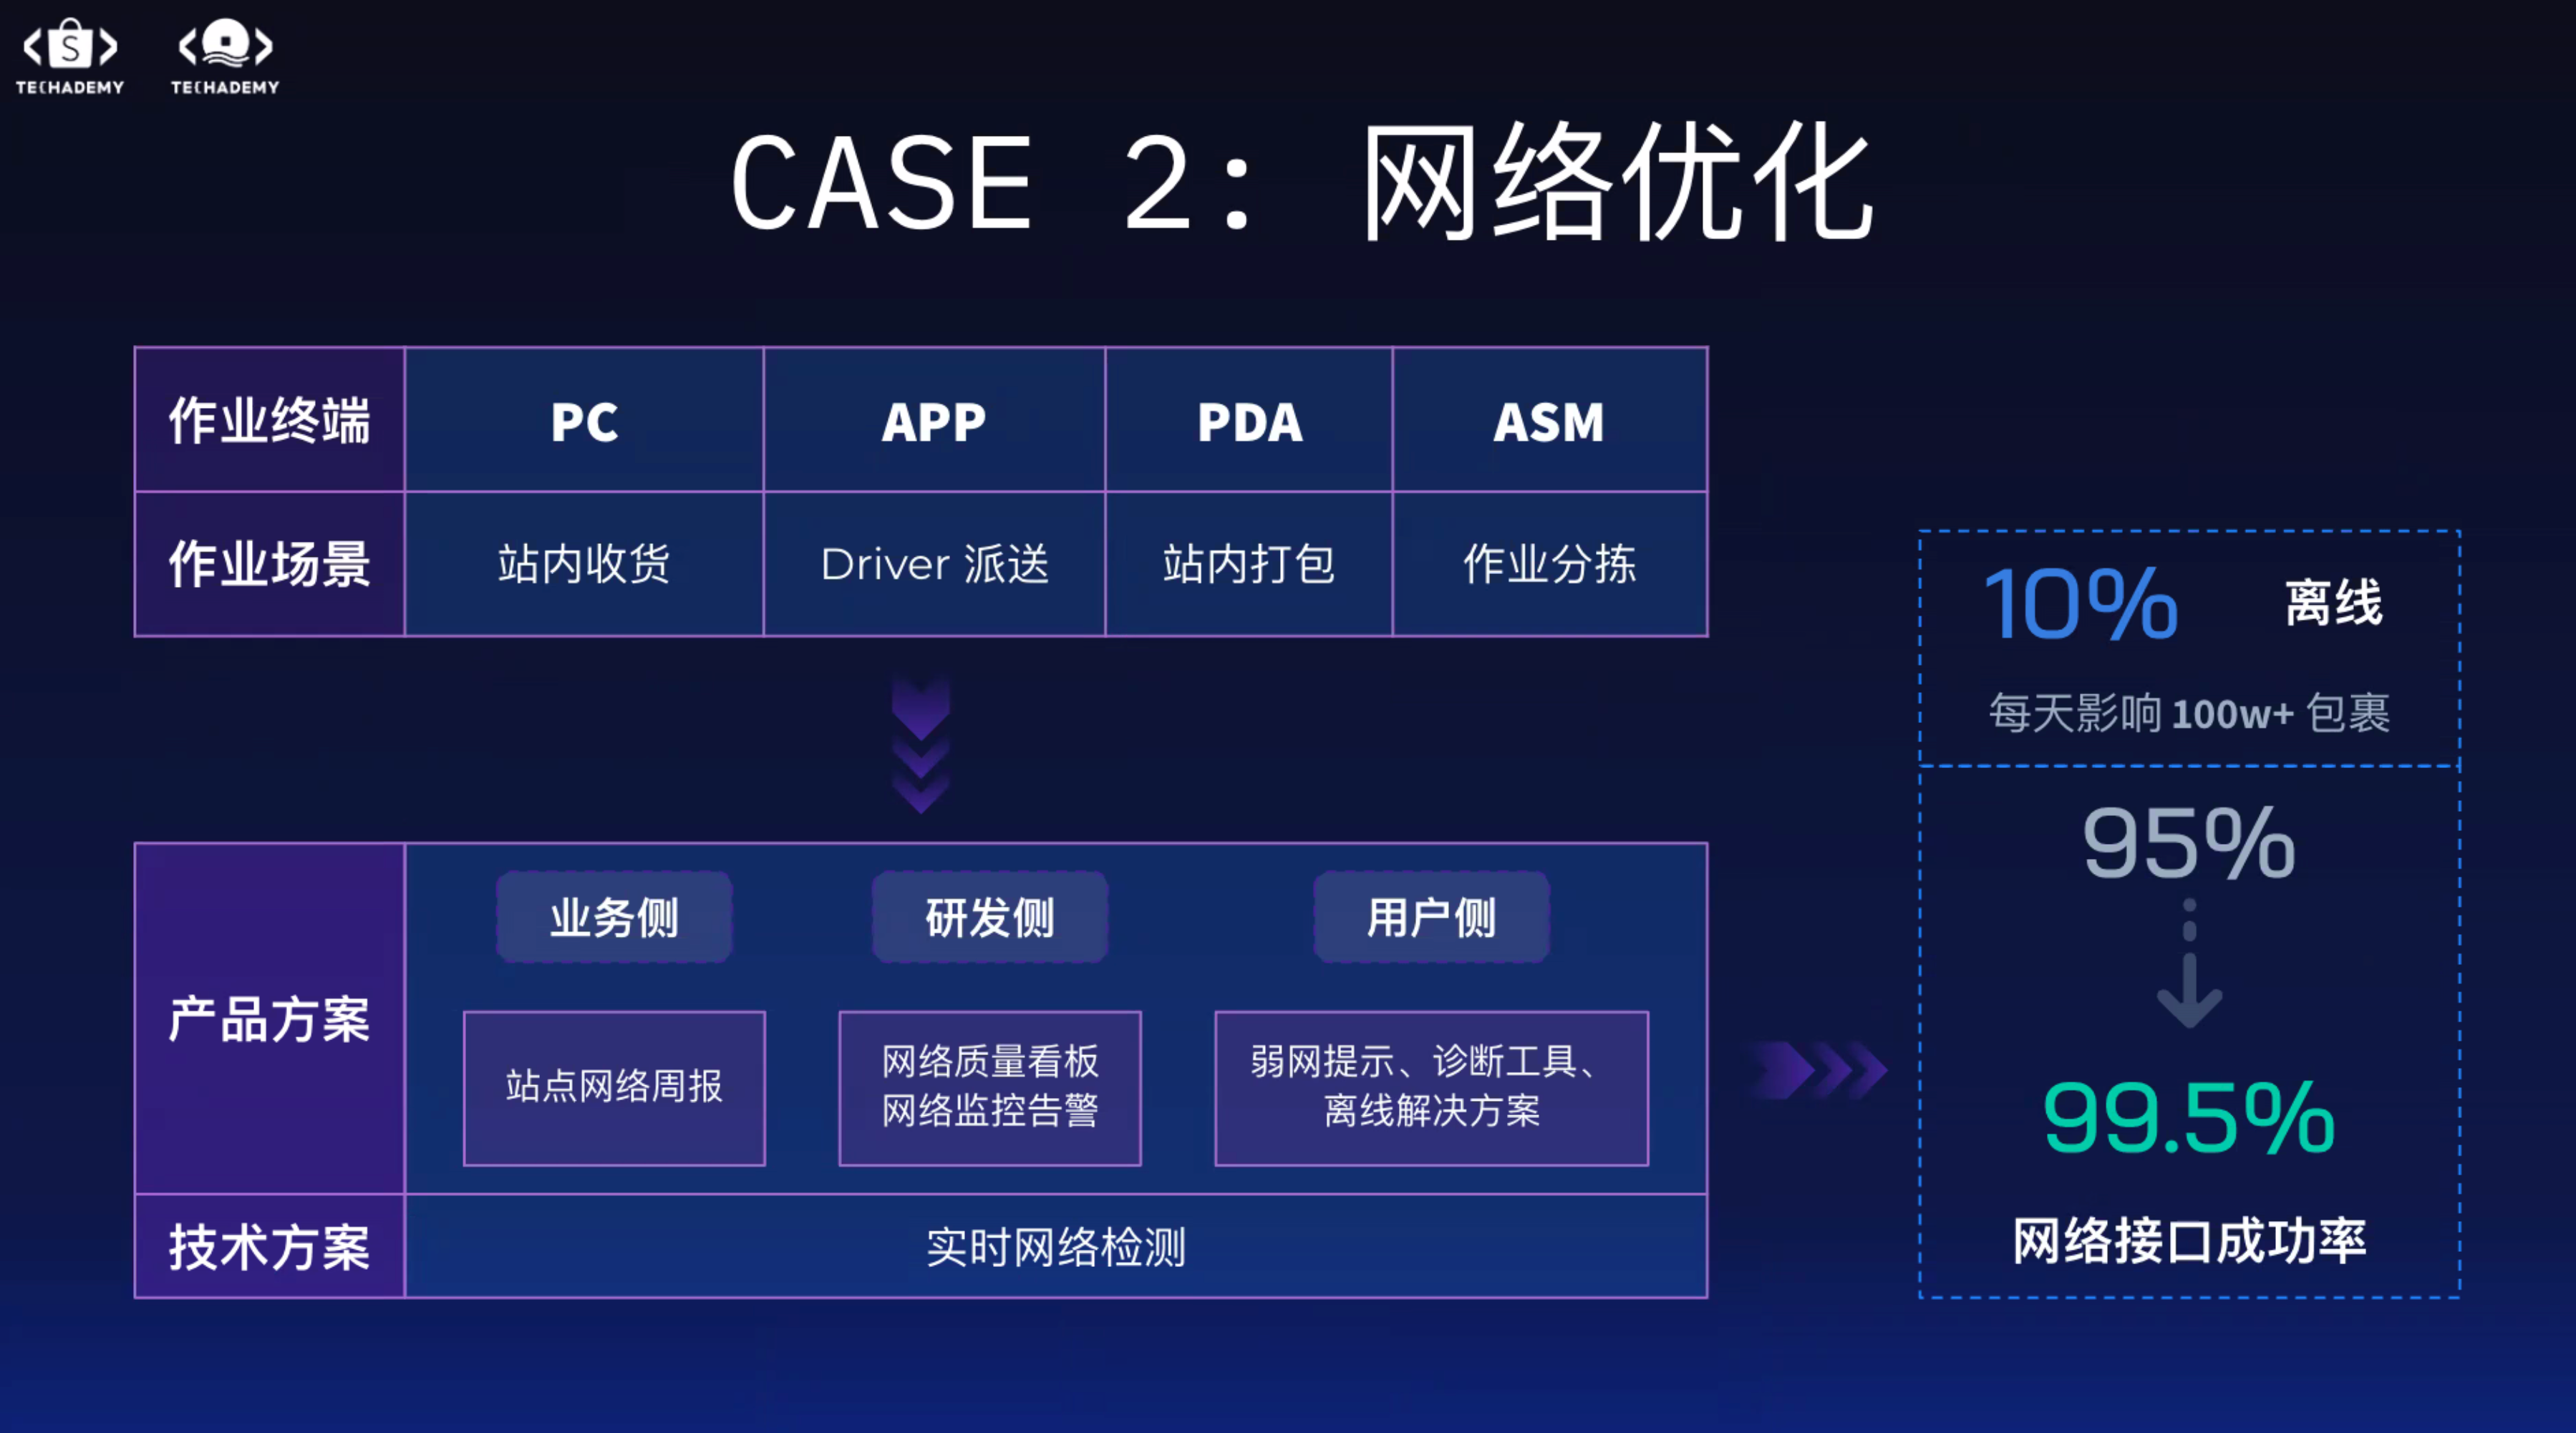 TECHADEMY
TECHADEMY
CASE 2: 网络优化
作业终端 PC APP PDA ASM
作业场景 站内收货 Driver 派送 站内打包 作业分拣
产品方案
业务侧 研发侧 用户侧
站点网络周报
网络质量看板
网络监控告警
弱网提示、诊断工具、
离线解决方案
技术方案 实时网络检测
10% 离线
每天影响 100w+ 包裹
95%
99.5%
网络接口成功率